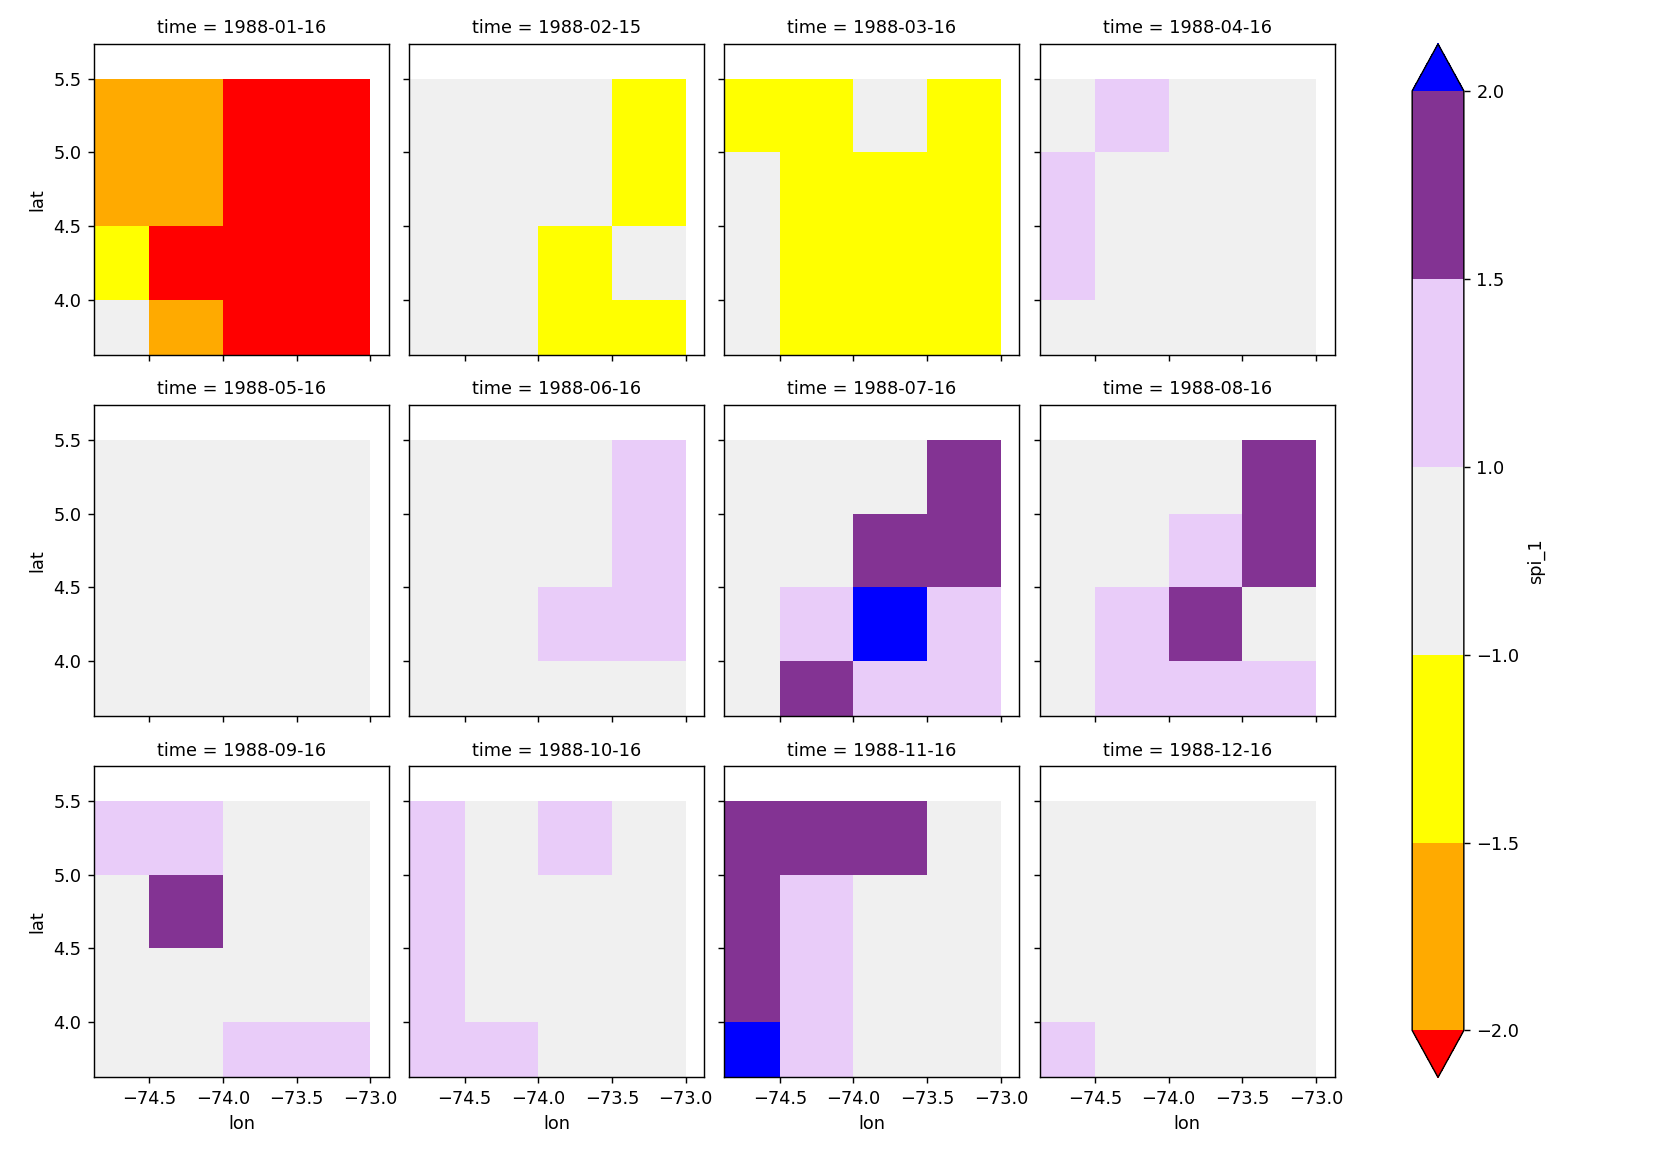 time = 1988-01-16
time = 1988-02-15
time = 1988-03-16
time = 1988-04-16
5.5
5.0
4.5
4.0
lat
time = 1988-05-16
time = 1988-06-16
time = 1988-07-16
time = 1988-08-16
5.5
5.0
4.5
4.0
lat
time = 1988-09-16
time = 1988-10-16
time = 1988-11-16
time = 1988-12-16
5.5
5.0
4.5
4.0
lat
−74.5 −74.0 −73.5 −73.0
lon
−74.5 −74.0 −73.5 −73.0
lon
−74.5 −74.0 −73.5 −73.0
lon
−74.5 −74.0 −73.5 −73.0
lon
2.0
1.5
1.0
−1.0
−1.5
−2.0
spi_1